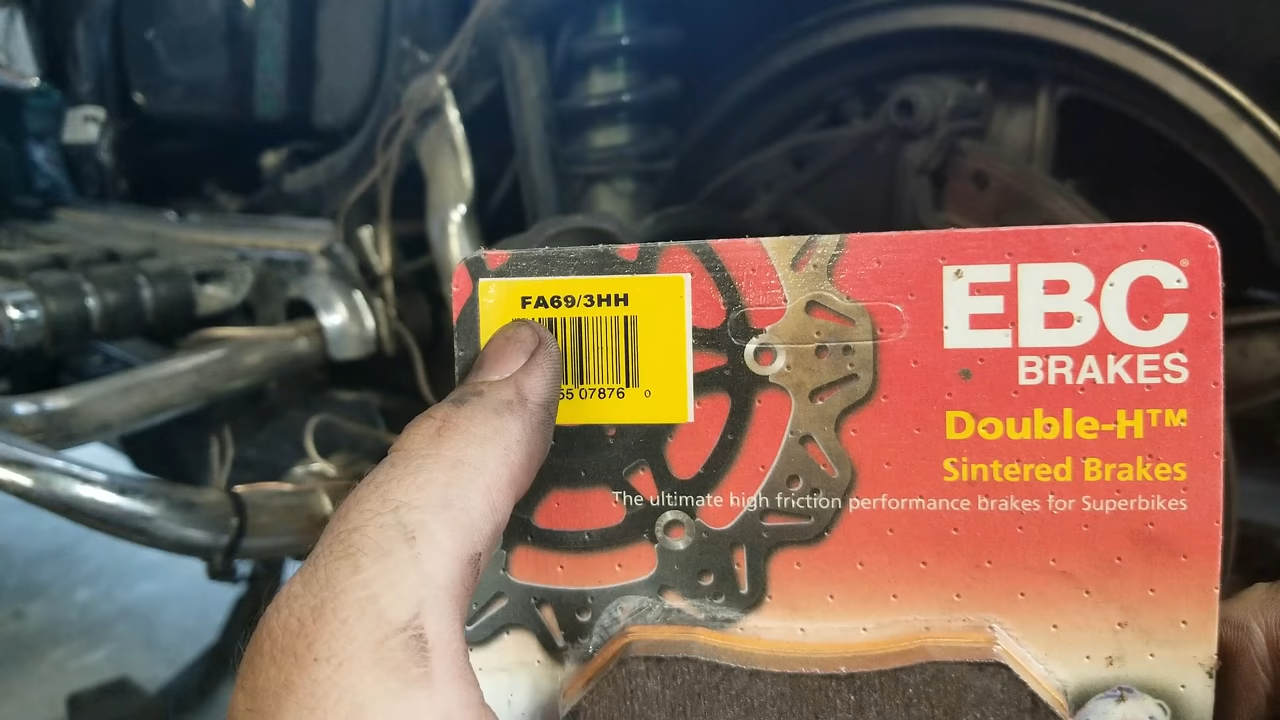 FA69/3HH
55 07876 0
EBC®
BRAKES
Double-H™
Sintered Brakes
The ultimate high friction performance brakes for Superbikes